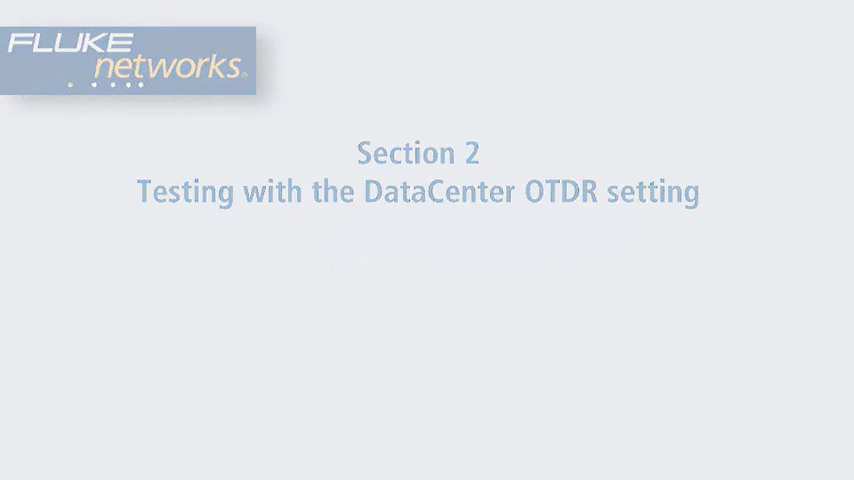 FLUKE
networks®
Section 2
Testing with the DataCenter OTDR setting